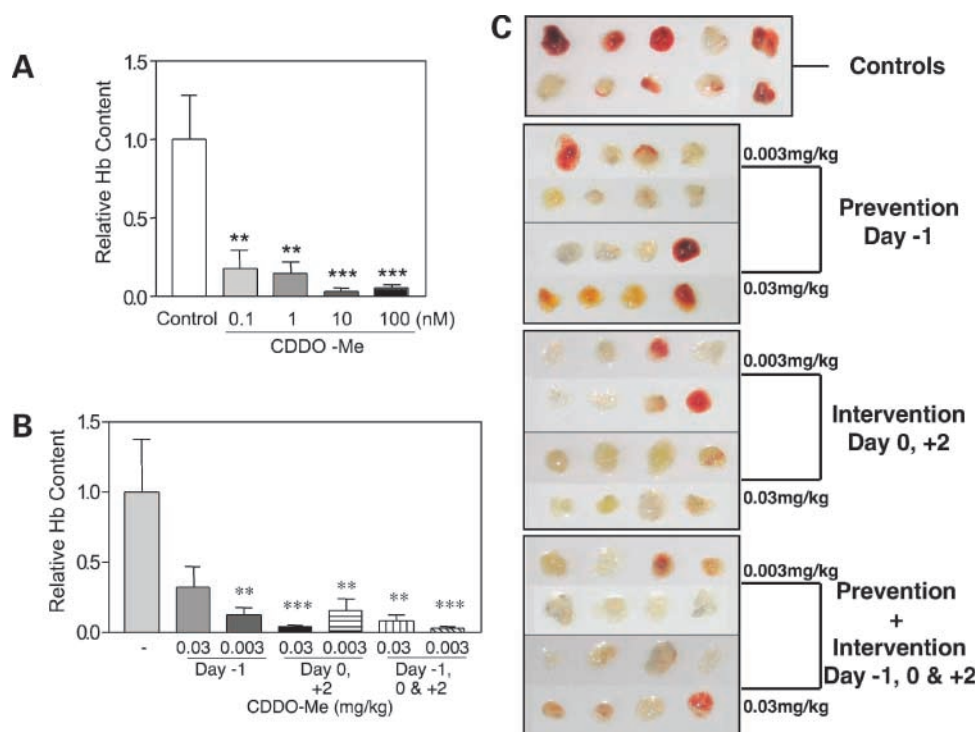 A
1.5
1.0
0.5
0.0
Relative Hb Content
**
**
***
***
Control
0.1
1
10
100 (nM)
CDDO -Me
B
1.5
1.0
0.5
0.0
Relative Hb Content
**
***
**
**
***
-
0.03 0.003 0.03 0.003 0.03 0.003
Day -1
Day 0,
+2
Day -1,
0 & +2
CDDO-Me (mg/kg)
C
Controls
0.003mg/kg
Prevention
Day -1
0.03mg/kg
0.003mg/kg
Intervention
Day 0, +2
0.03mg/kg
0.003mg/kg
Prevention
+
Intervention
Day -1, 0 & +2
0.03mg/kg